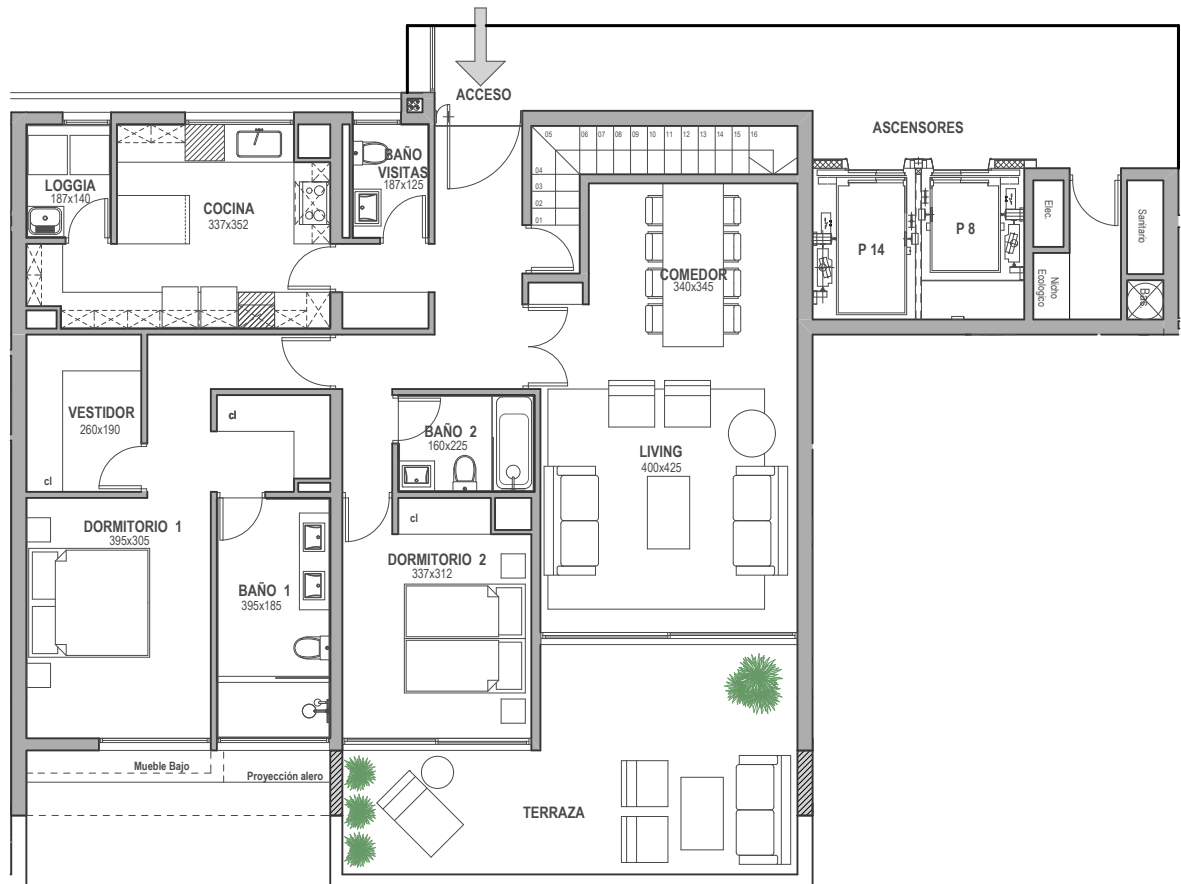 ACCESO
ASCENSORES
05 06 07 08 09 10 11 12 13 14 15 16
04
03
02
01
LOGGIA
187x140
COCINA
337x352
BAÑO
VISITAS
187x125
COMEDOR
340x345
P 14
P 8
Elec.
Sanitario
Nicho
Ecologico
Bas.
VESTIDOR
260x190
cl
cl
BAÑO 2
160x225
LIVING
400x425
cl
DORMITORIO 1
395x305
DORMITORIO 2
337x312
BAÑO 1
395x185
Mueble Bajo
Proyección alero
TERRAZA